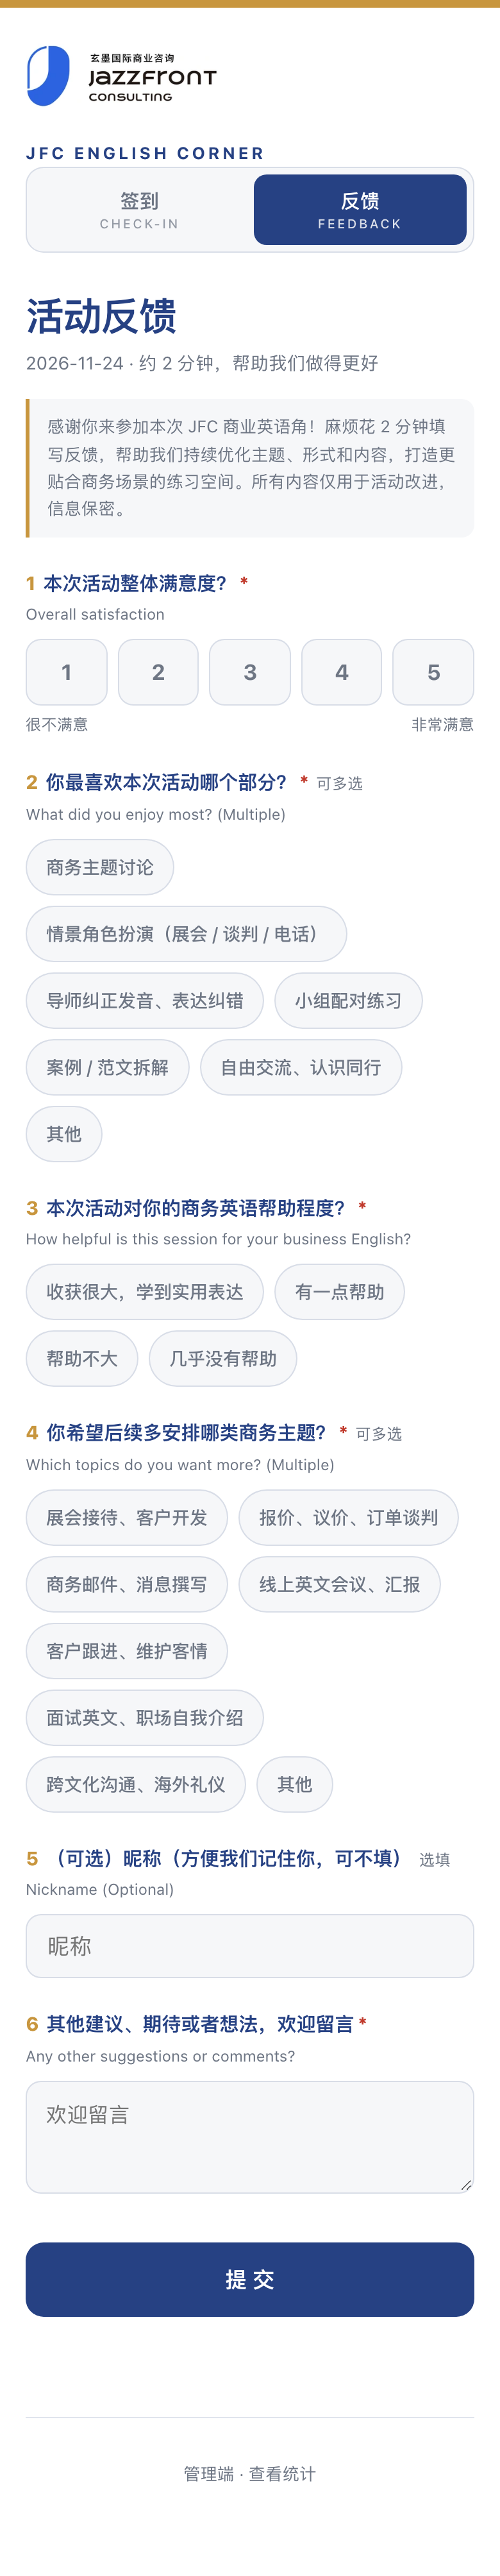 玄墨国际商业咨询
JAZZFRONT
CONSULTING
JFC ENGLISH CORNER
签到
CHECK-IN
反馈
FEEDBACK
活动反馈
2026-11-24 · 约 2 分钟，帮助我们做得更好
感谢你来参加本次 JFC 商业英语角！麻烦花 2 分钟填
写反馈，帮助我们持续优化主题、形式和内容，打造更
贴合商务场景的练习空间。所有内容仅用于活动改进，
信息保密。
1 本次活动整体满意度？ *
Overall satisfaction
1 2 3 4 5
很不满意 非常满意
2 你最喜欢本次活动哪个部分？ * 可多选
What did you enjoy most? (Multiple)
商务主题讨论
情景角色扮演（展会 / 谈判 / 电话）
导师纠正发音、表达纠错 小组配对练习
案例 / 范文拆解 自由交流、认识同行
其他
3 本次活动对你的商务英语帮助程度？ *
How helpful is this session for your business English?
收获很大，学到实用表达 有一点帮助
帮助不大 几乎没有帮助
4 你希望后续多安排哪类商务主题？ * 可多选
Which topics do you want more? (Multiple)
展会接待、客户开发 报价、议价、订单谈判
商务邮件、消息撰写 线上英文会议、汇报
客户跟进、维护客情
面试英文、职场自我介绍
跨文化沟通、海外礼仪 其他
5 （可选）昵称（方便我们记住你，可不填） 选填
Nickname (Optional)
昵称
6 其他建议、期待或者想法，欢迎留言 *
Any other suggestions or comments?
欢迎留言
提 交
管理端 · 查看统计